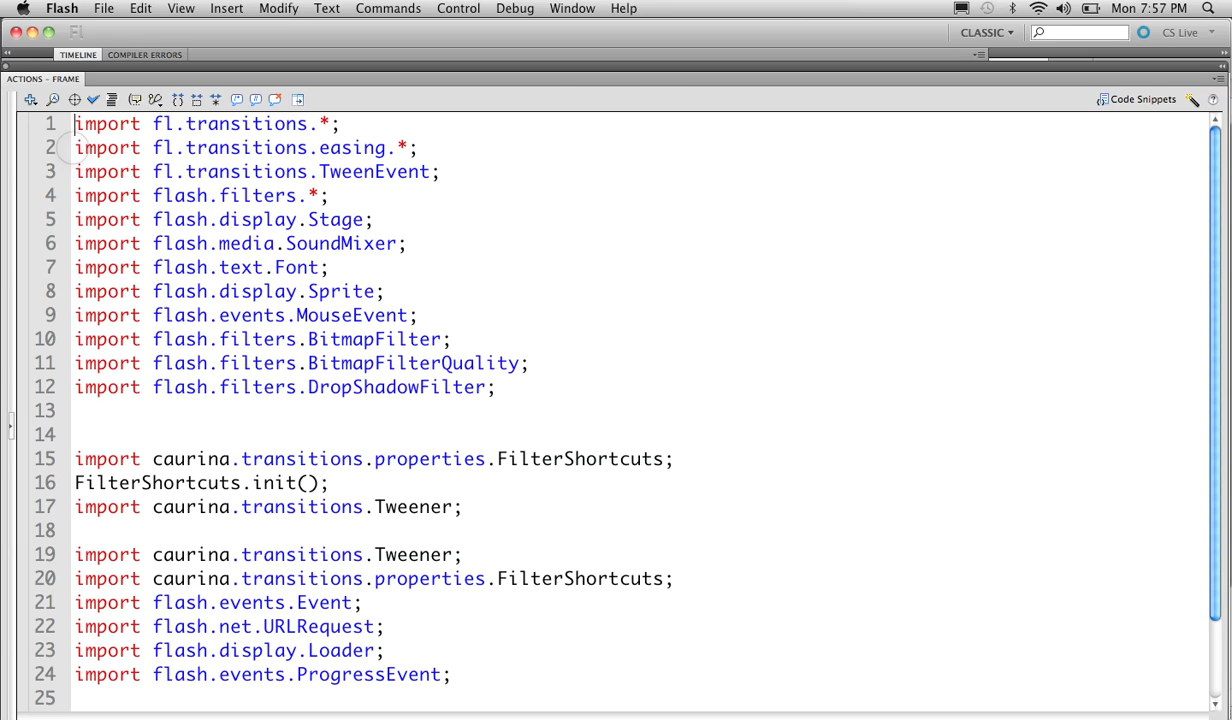 Flash File Edit View Insert Modify Text Commands Control Debug Window Help Mon 7:57 PM
Fl CLASSIC CS Live
TIMELINE COMPILER ERRORS
ACTIONS - FRAME
Code Snippets
1 import fl.transitions.*;
2 import fl.transitions.easing.*;
3 import fl.transitions.TweenEvent;
4 import flash.filters.*;
5 import flash.display.Stage;
6 import flash.media.SoundMixer;
7 import flash.text.Font;
8 import flash.display.Sprite;
9 import flash.events.MouseEvent;
10 import flash.filters.BitmapFilter;
11 import flash.filters.BitmapFilterQuality;
12 import flash.filters.DropShadowFilter;
13
14
15 import caurina.transitions.properties.FilterShortcuts;
16 FilterShortcuts.init();
17 import caurina.transitions.Tweener;
18
19 import caurina.transitions.Tweener;
20 import caurina.transitions.properties.FilterShortcuts;
21 import flash.events.Event;
22 import flash.net.URLRequest;
23 import flash.display.Loader;
24 import flash.events.ProgressEvent;
25